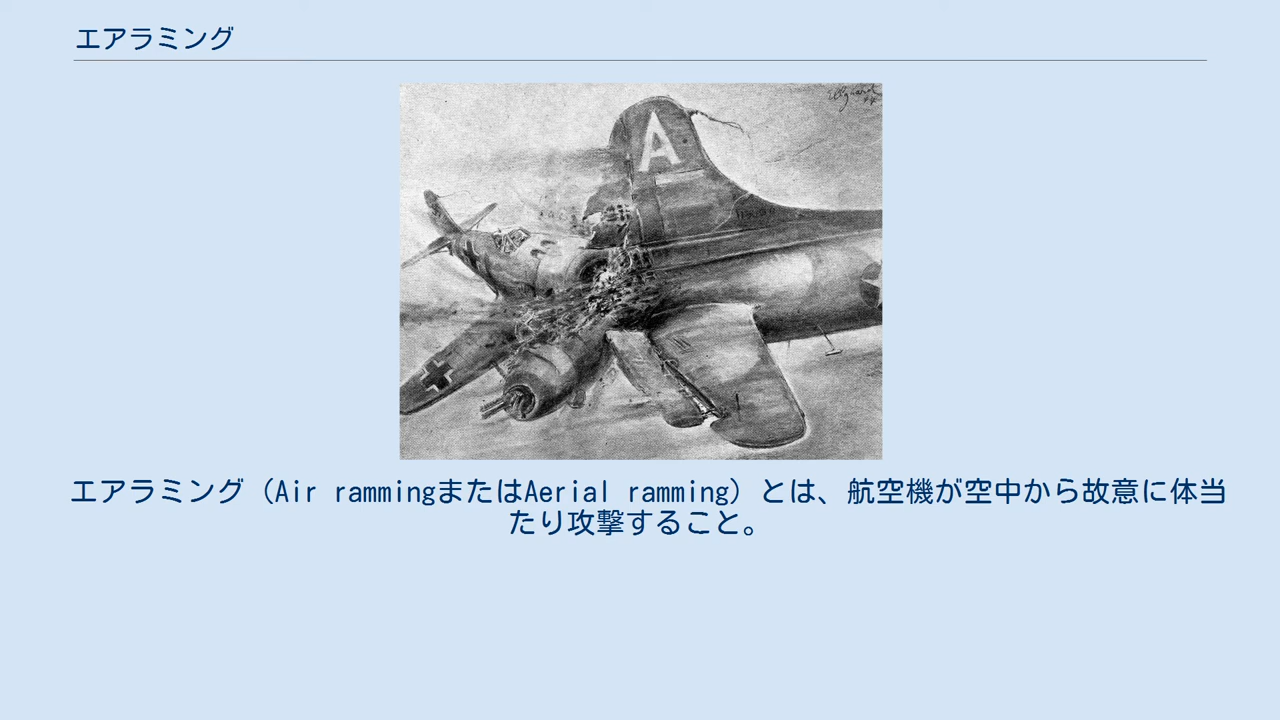 エアラミング
A
エアラミング（Air rammingまたはAerial ramming）とは、航空機が空中から故意に体当
たり攻撃すること。